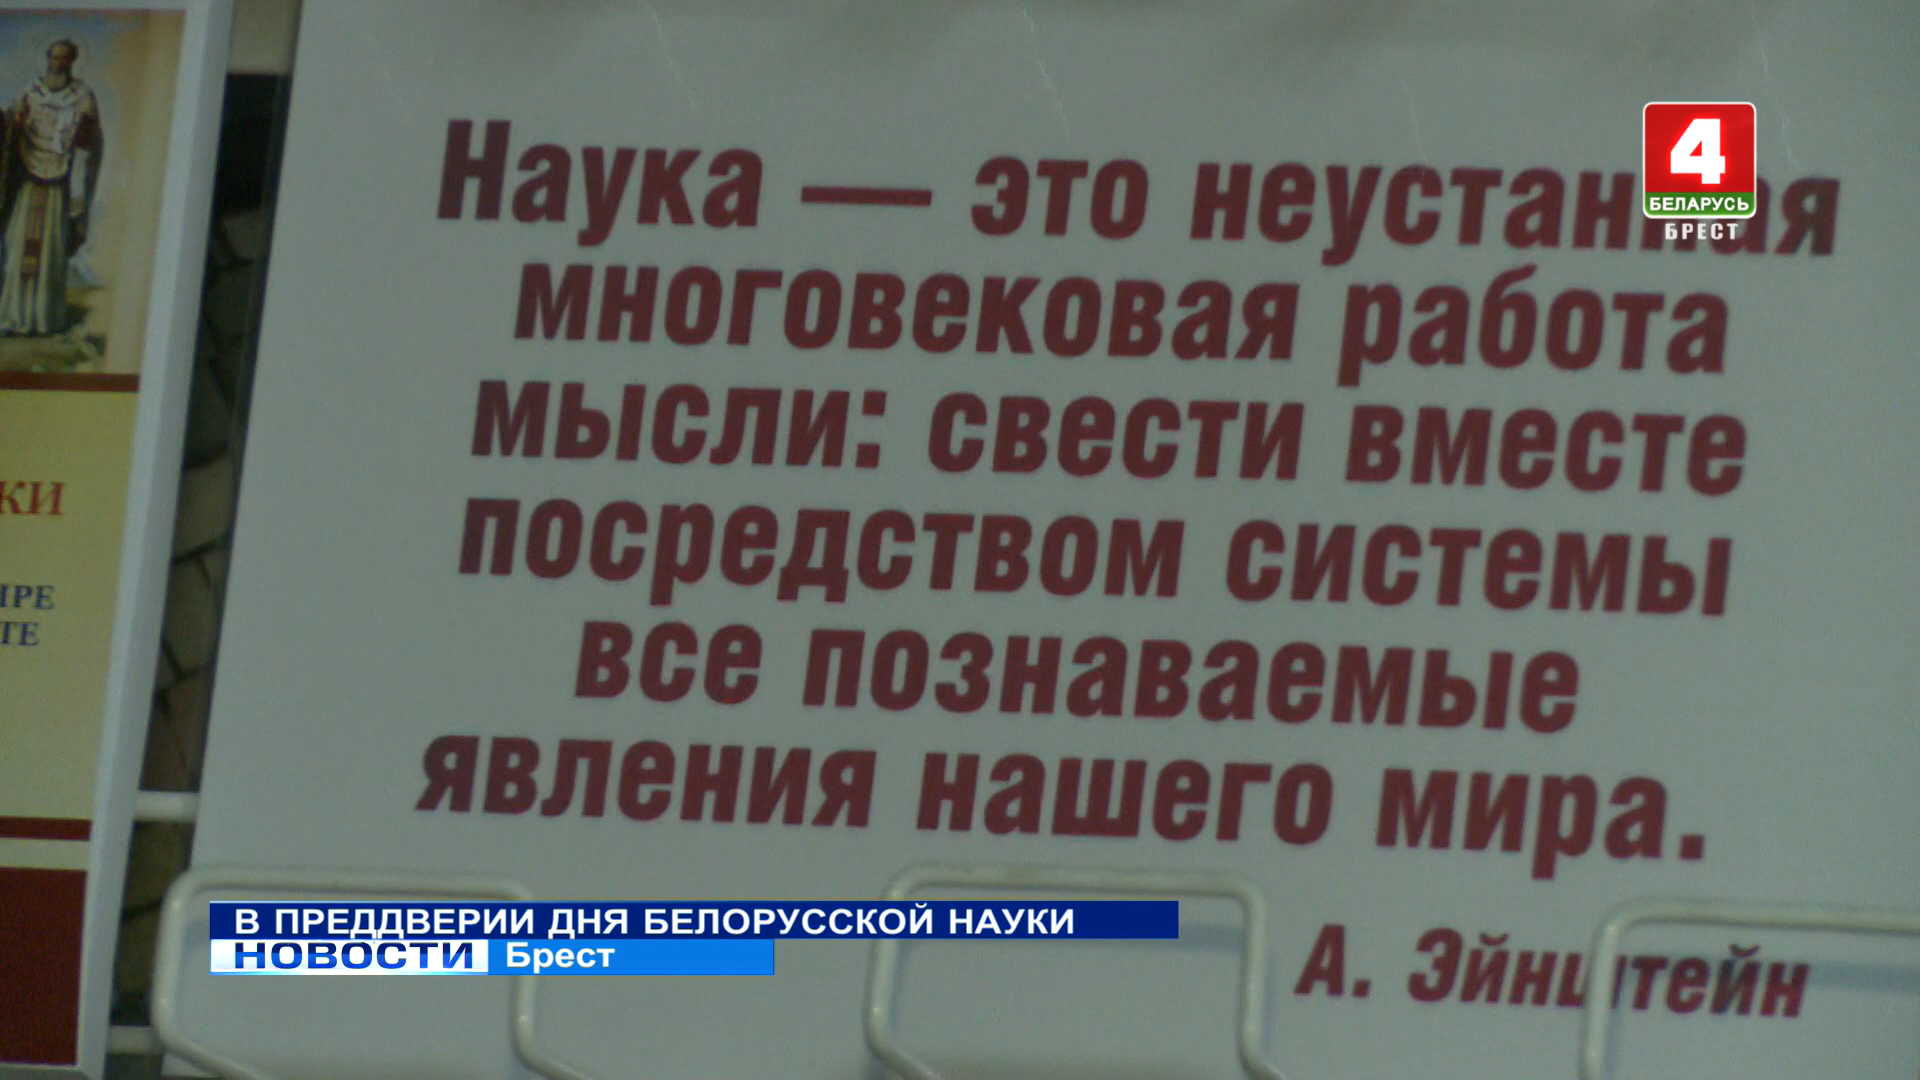 Наука — это неустанная
многовековая работа
мысли: свести вместе
посредством системы
все познаваемые
явления нашего мира.
А. Эйнштейн
4
БЕЛАРУСЬ
БРЕСТ
В ПРЕДДВЕРИИ ДНЯ БЕЛОРУССКОЙ НАУКИ
НОВОСТИ Брест